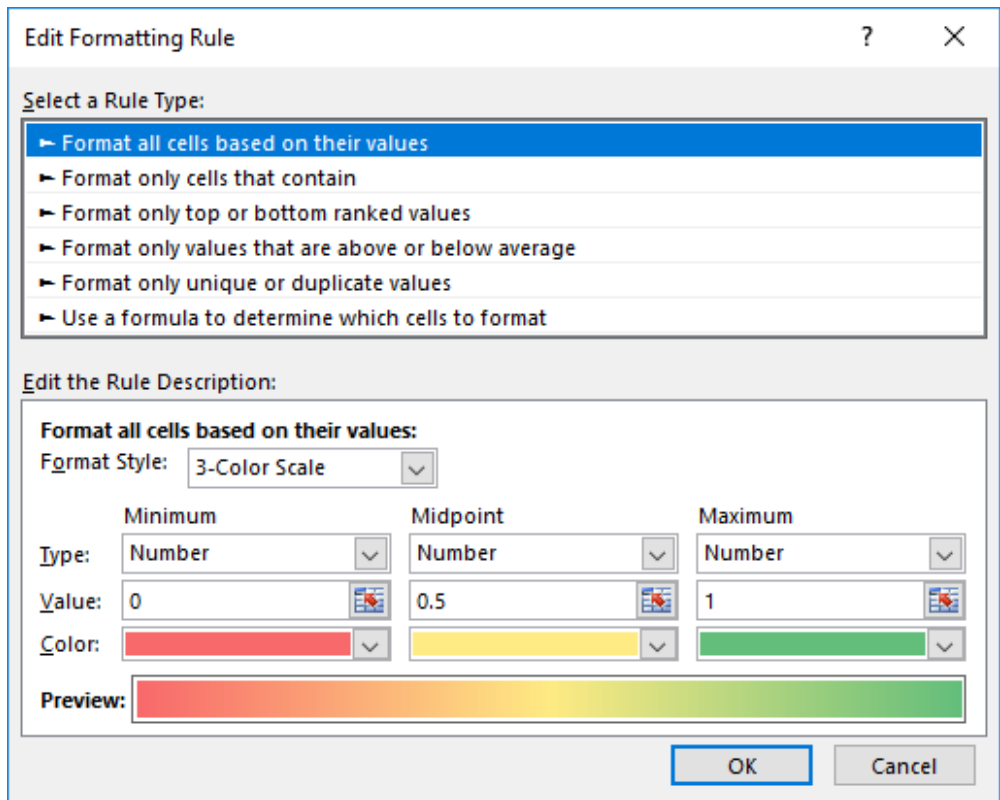 Edit Formatting Rule ?
Select a Rule Type:
► Format all cells based on their values
► Format only cells that contain
► Format only top or bottom ranked values
► Format only values that are above or below average
► Format only unique or duplicate values
► Use a formula to determine which cells to format
Edit the Rule Description:
Format all cells based on their values:
Format Style: 3-Color Scale
Minimum Midpoint Maximum
Type: Number Number Number
Value: 0 0.5 1
Color:
Preview:
OK Cancel